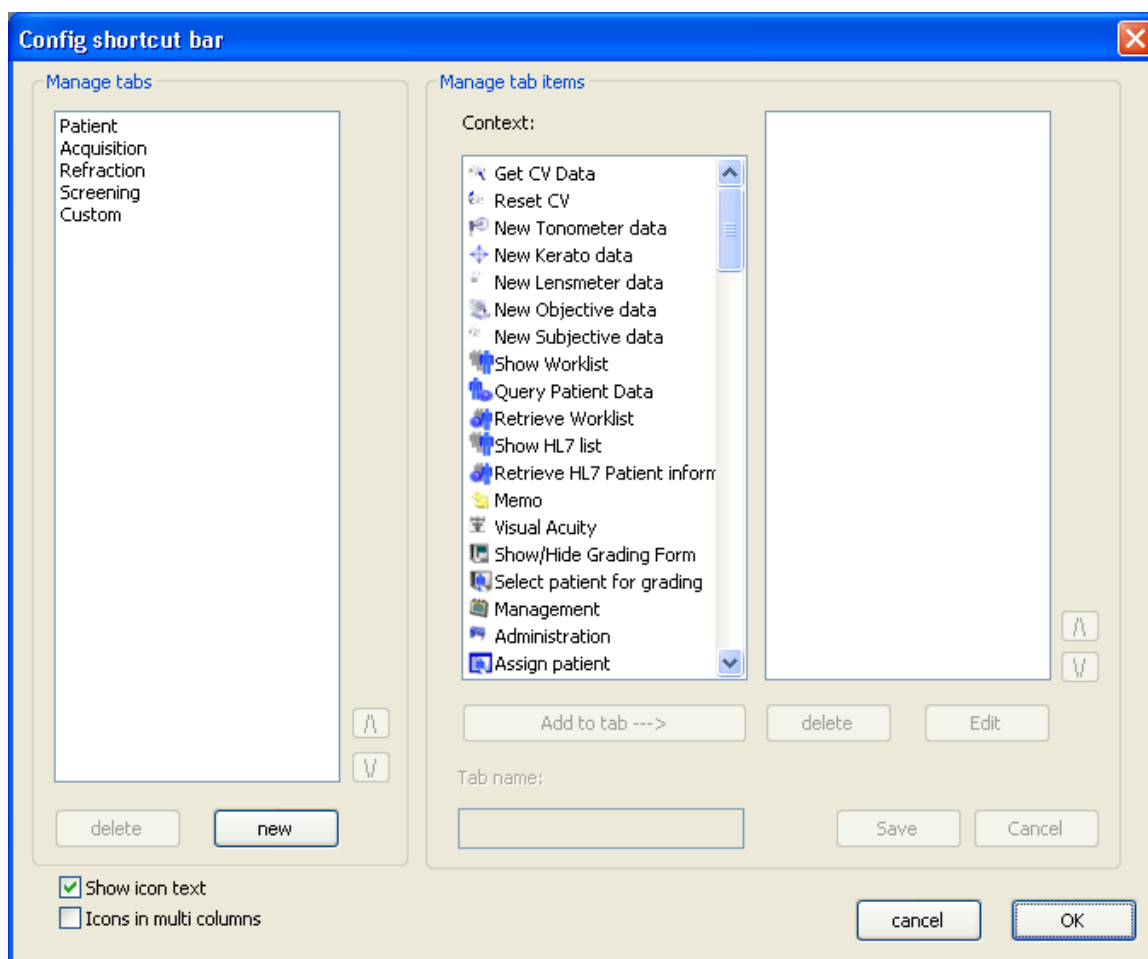 Config shortcut bar
Manage tabs
Patient
Acquisition
Refraction
Screening
Custom
/\
\/
delete
new
Manage tab items
Context:
Get CV Data
Reset CV
New Tonometer data
New Kerato data
New Lensmeter data
New Objective data
New Subjective data
Show Worklist
Query Patient Data
Retrieve Worklist
Show HL7 list
Retrieve HL7 Patient inform
Memo
Visual Acuity
Show/Hide Grading Form
Select patient for grading
Management
Administration
Assign patient
/\
\/
Add to tab --->
delete
Edit
Tab name:
Save
Cancel
Show icon text
Icons in multi columns
cancel
OK